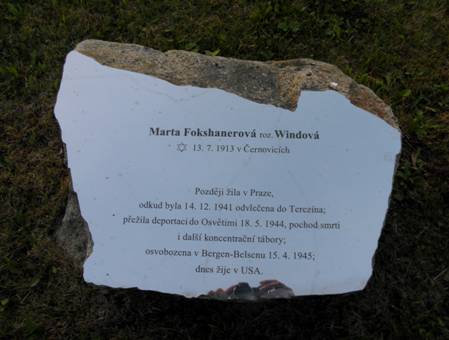 Marta Fokshanerová roz. Windová
✡ 13. 7. 1913 v Černovicích
Později žila v Praze,
odkud byla 14. 12. 1941 odvlečena do Terezína;
přežila deportaci do Osvětimi 18. 5. 1944, pochod smrti
i další koncentrační tábory;
osvobozena v Bergen-Belsenu 15. 4. 1945;
dnes žije v USA.